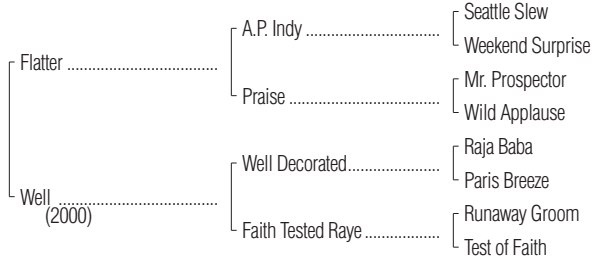 Seattle Slew
A.P. Indy
Weekend Surprise
Flatter
Mr. Prospector
Praise
Wild Applause
Raja Baba
Well Decorated
Paris Breeze
Well
(2000)
Runaway Groom
Faith Tested Raye
Test of Faith